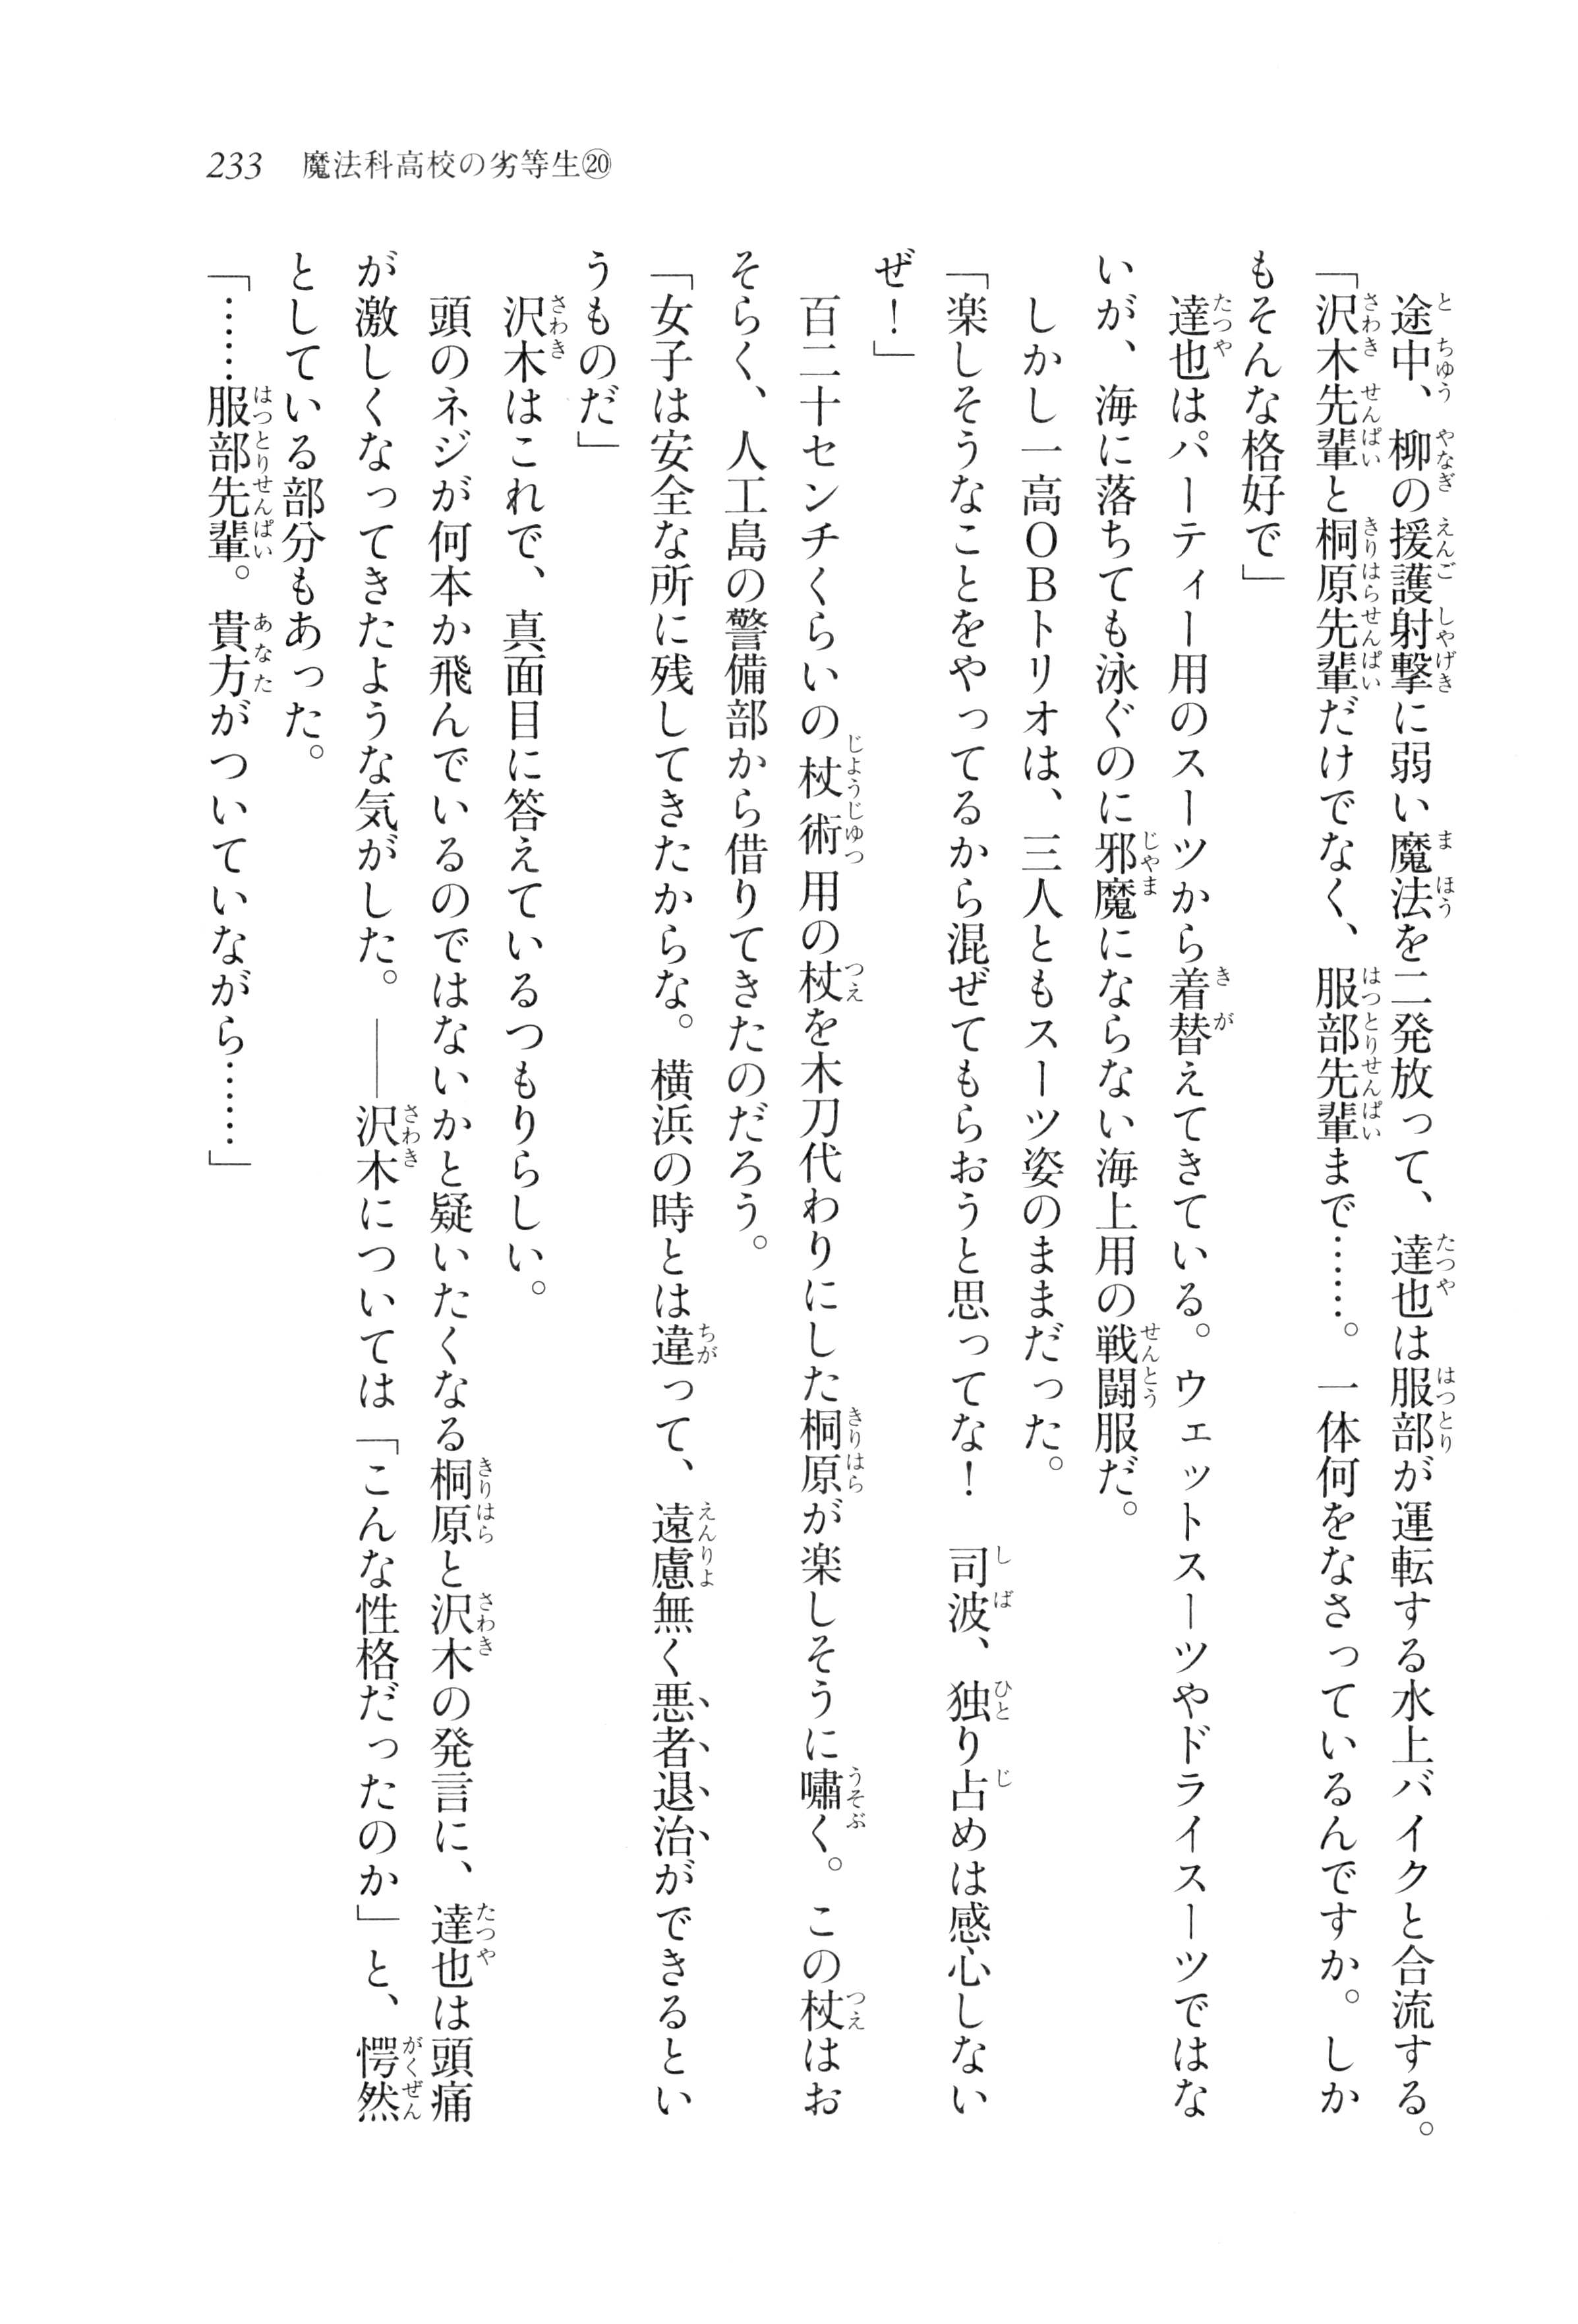 233 魔法科高校の劣等生⑳
　途中、柳の援護射撃に弱い魔法を二発放って、達也は服部が運転する水上バイクと合流する。
「沢木先輩と桐原先輩だけでなく、服部先輩まで……。一体何をなさっているんですか。しか
もそんな格好で」
　達也はパーティー用のスーツから着替えてきている。ウェットスーツやドライスーツではな
いが、海に落ちても泳ぐのに邪魔にならない海上用の戦闘服だ。
　しかし一高ＯＢトリオは、三人ともスーツ姿のままだった。
「楽しそうなことをやってるから混ぜてもらおうと思ってな！　司波、独り占めは感心しない
ぜ！」
　百二十センチくらいの杖術用の杖を木刀代わりにした桐原が楽しそうに嘯く。この杖はお
そらく、人工島の警備部から借りてきたのだろう。
「女子は安全な所に残してきたからな。横浜の時とは違って、遠慮無く悪者退治ができるとい
うものだ」
　沢木はこれで、真面目に答えているつもりらしい。
　頭のネジが何本か飛んでいるのではないかと疑いたくなる桐原と沢木の発言に、達也は頭痛
が激しくなってきたような気がした。――沢木については「こんな性格だったのか」と、愕然
としている部分もあった。
「……服部先輩。貴方がついていながら……」